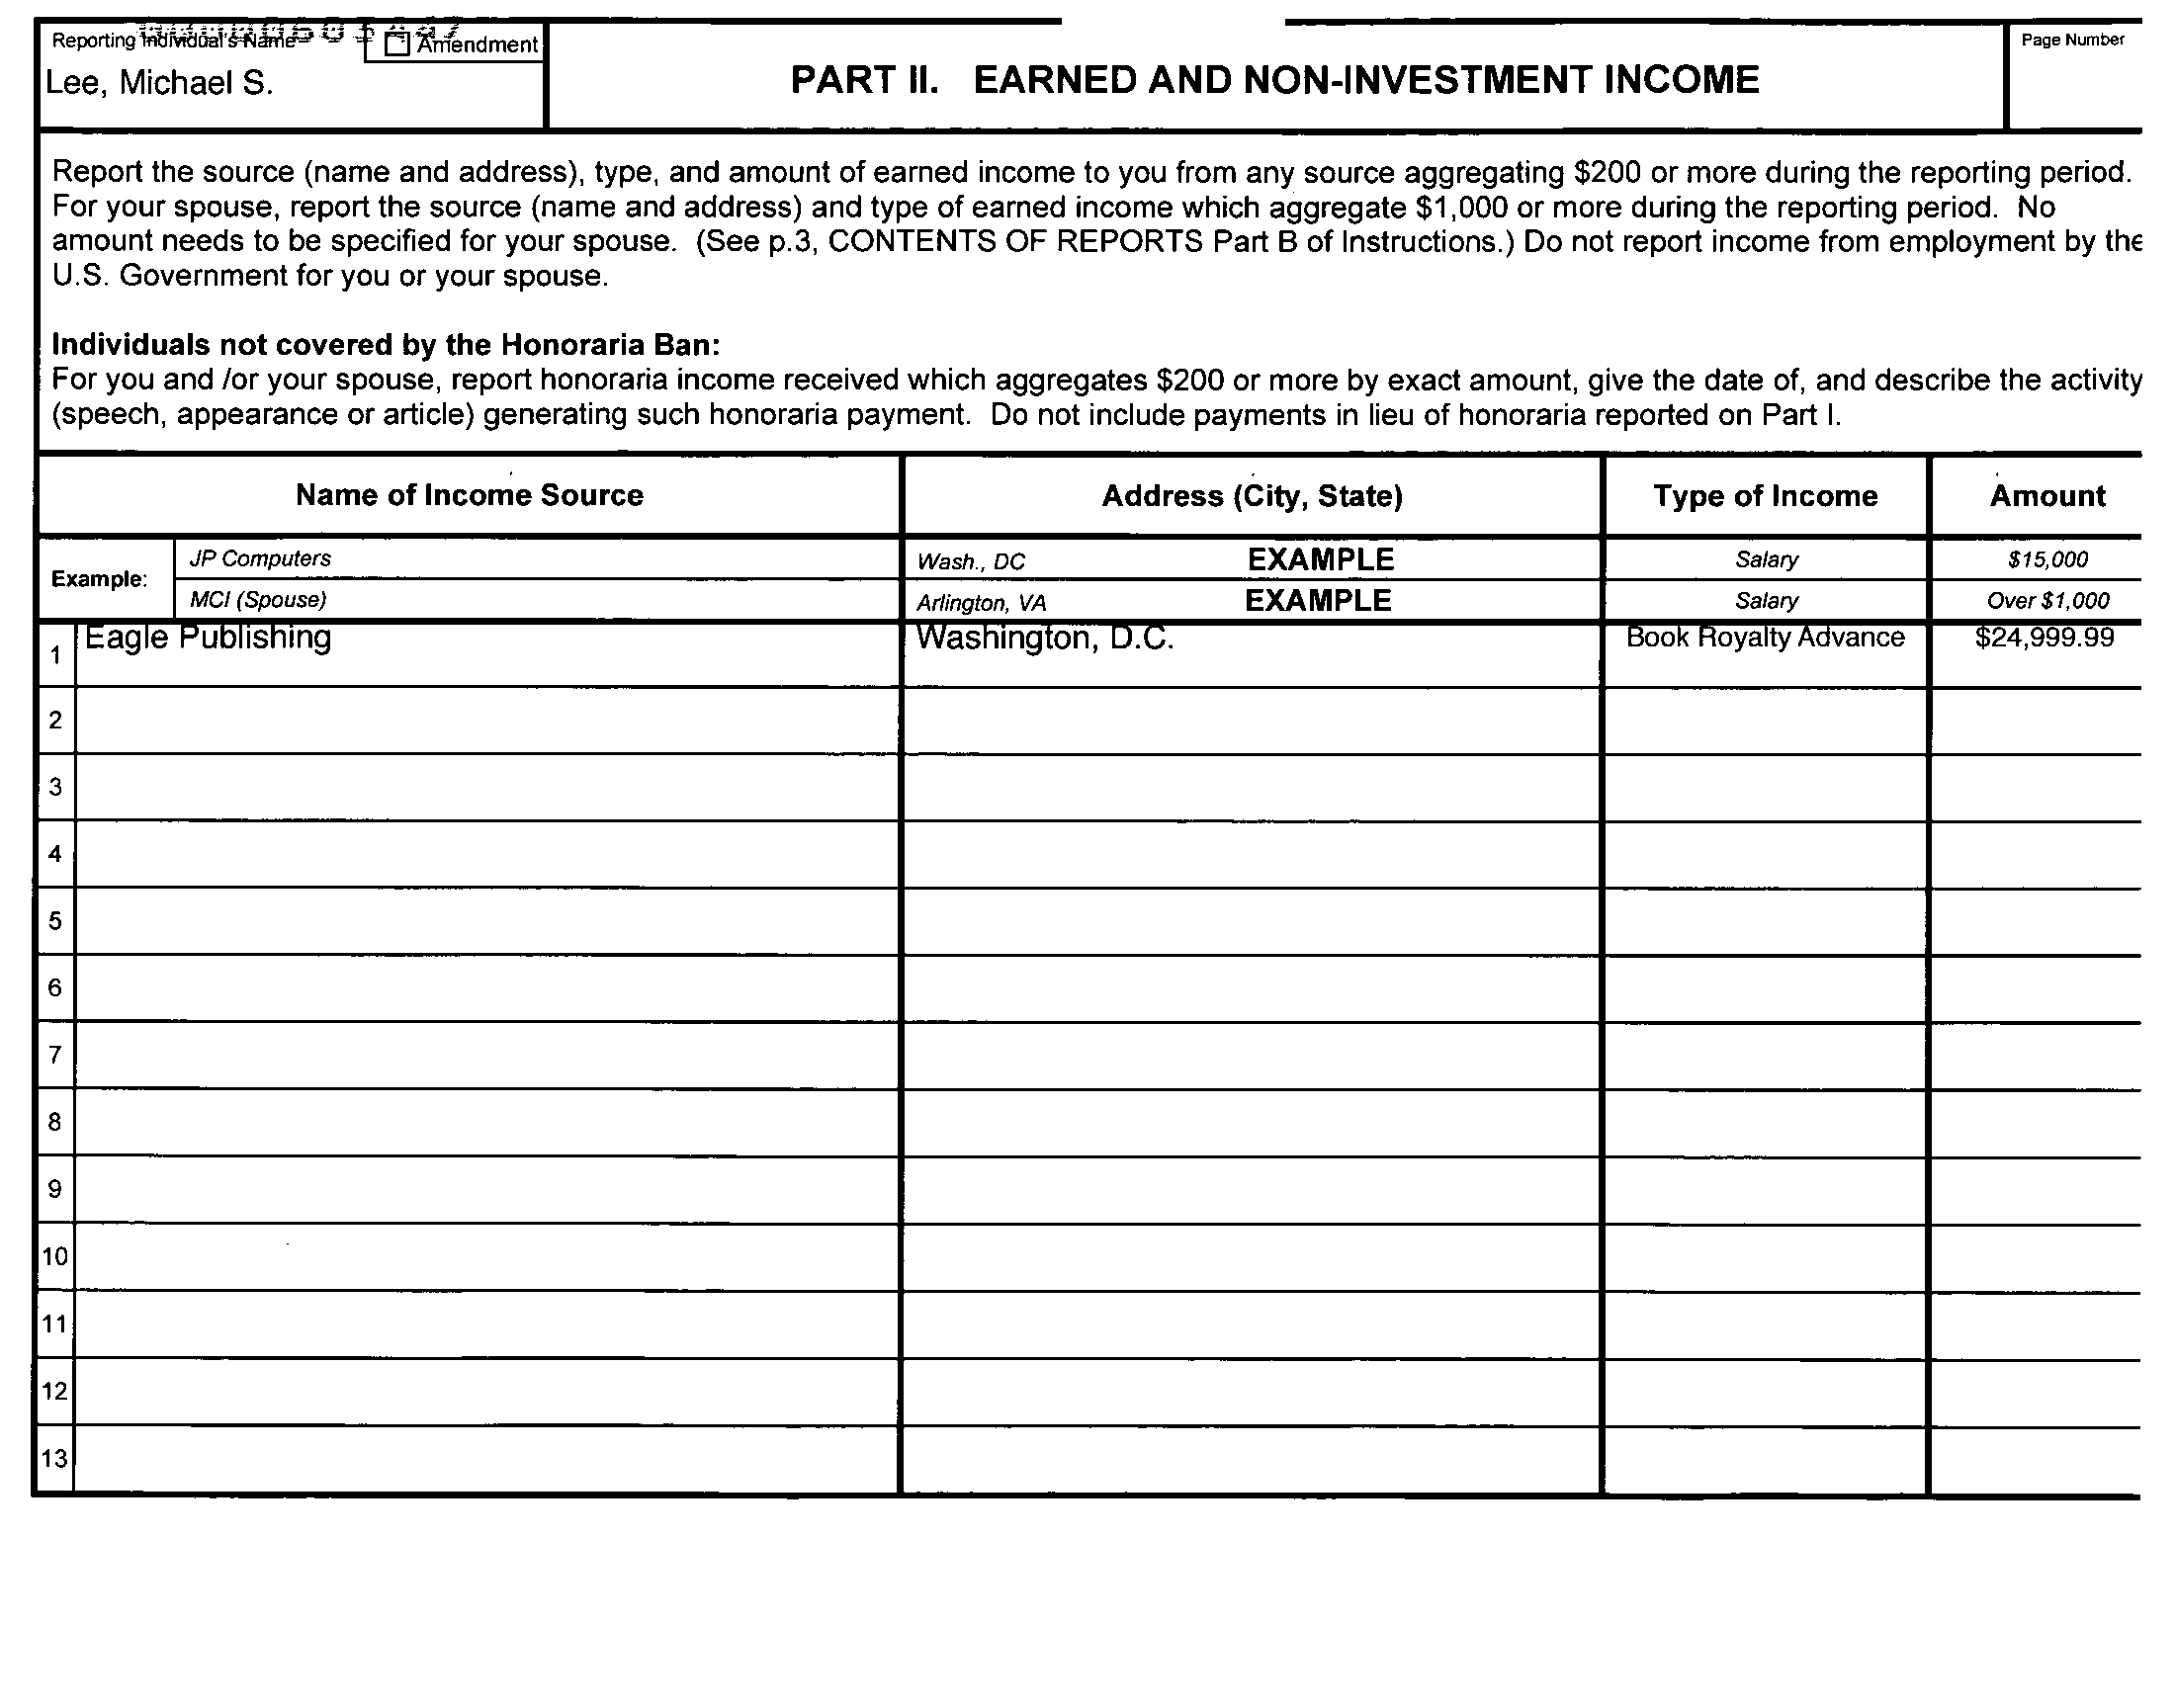 Reporting Individual's Name
Amendment
Lee, Michael S.
PART II. EARNED AND NON-INVESTMENT INCOME
Page Number
Report the source (name and address), type, and amount of earned income to you from any source aggregating $200 or more during the reporting period.
For your spouse, report the source (name and address) and type of earned income which aggregate $1,000 or more during the reporting period. No
amount needs to be specified for your spouse. (See p.3, CONTENTS OF REPORTS Part B of Instructions.) Do not report income from employment by the
U.S. Government for you or your spouse.
Individuals not covered by the Honoraria Ban:
For you and /or your spouse, report honoraria income received which aggregates $200 or more by exact amount, give the date of, and describe the activity
(speech, appearance or article) generating such honoraria payment. Do not include payments in lieu of honoraria reported on Part I.
Name of Income Source Address (City, State) Type of Income Amount
Example:
JP Computers Wash., DC EXAMPLE Salary $15,000
MCI (Spouse) Arlington, VA EXAMPLE Salary Over $1,000
1 Eagle Publishing Washington, D.C. Book Royalty Advance $24,999.99
2
3
4
5
6
7
8
9
10
11
12
13